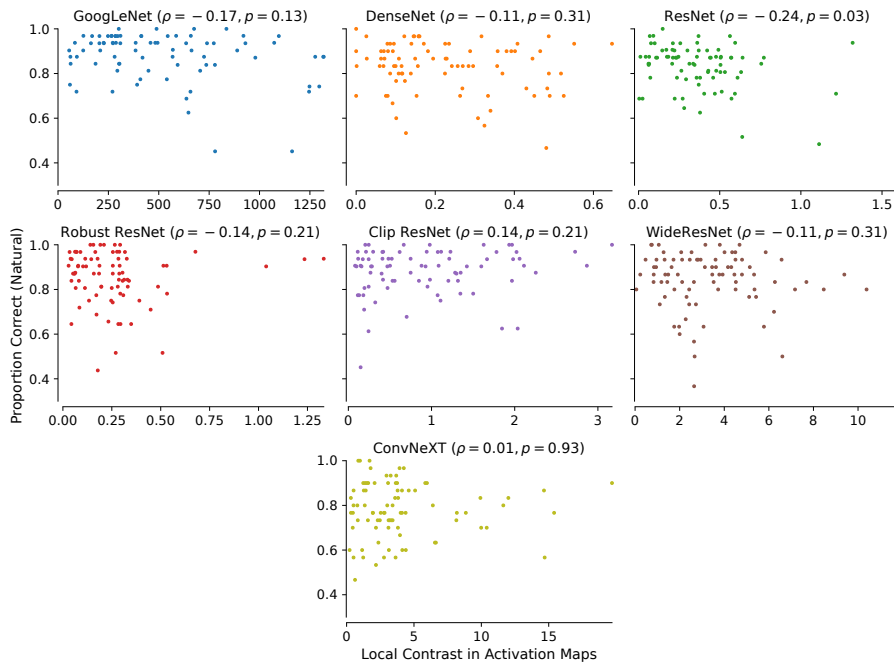 GoogLeNet (ρ = −0.17, p = 0.13)
DenseNet (ρ = −0.11, p = 0.31)
ResNet (ρ = −0.24, p = 0.03)
1.0
0.8
0.6
0.4
0 250 500 750 1000 1250
0.0 0.2 0.4 0.6
0.0 0.5 1.0 1.5
Robust ResNet (ρ = −0.14, p = 0.21)
Clip ResNet (ρ = 0.14, p = 0.21)
WideResNet (ρ = −0.11, p = 0.31)
Proportion Correct (Natural)
1.0
0.8
0.6
0.4
0.00 0.25 0.50 0.75 1.00 1.25
0 1 2 3
0 2 4 6 8 10
ConvNeXT (ρ = 0.01, p = 0.93)
1.0
0.8
0.6
0.4
0 5 10 15
Local Contrast in Activation Maps